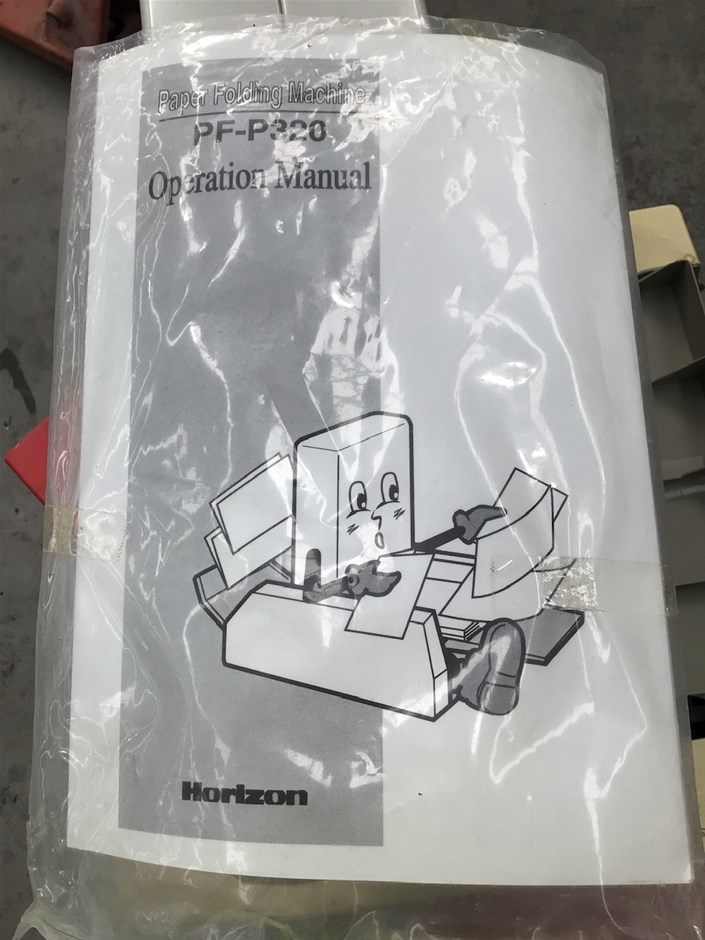 Paper Folding Machine
PF-P320
Operation Manual
Horizon